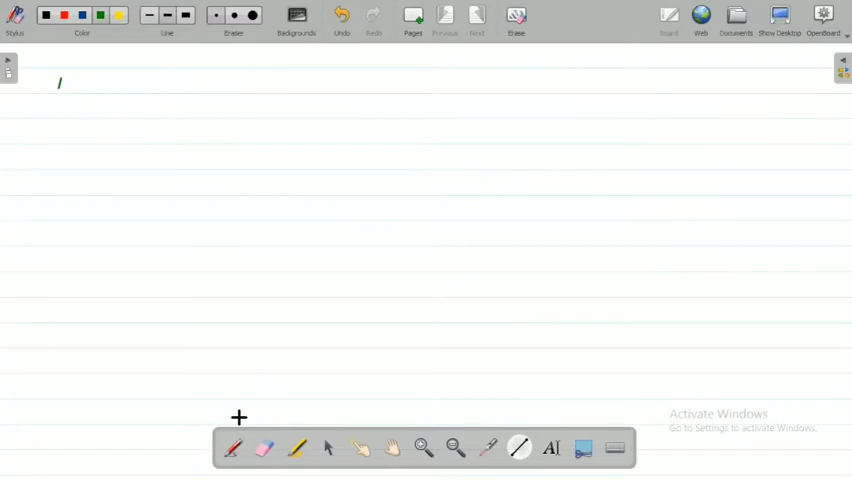 Stylus Color Line Eraser Backgrounds Undo Redo Pages Previous Next Erase Board Web Documents Show Desktop OpenBoard
Activate Windows
Go to Settings to activate Windows.